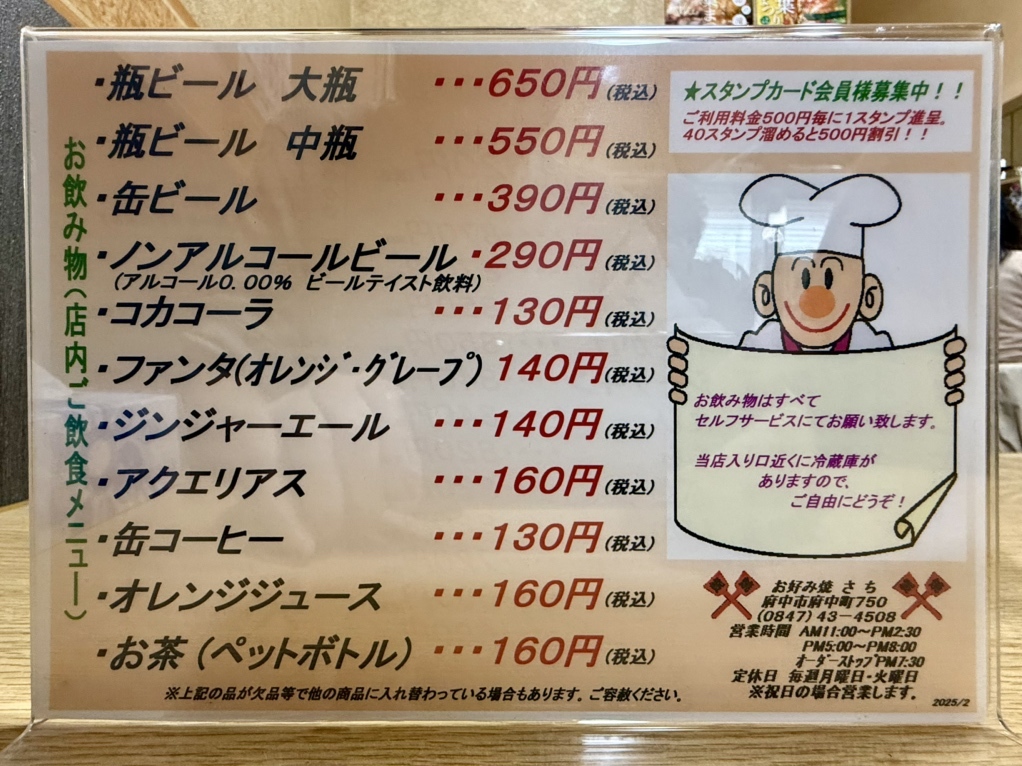 お飲み物(店内ご飲食メニュー)
・瓶ビール 大瓶 ・・・650円(税込)
・瓶ビール 中瓶 ・・・550円(税込)
・缶ビール ・・・390円(税込)
・ノンアルコールビール ・290円(税込)
(アルコール0.00% ビールテイスト飲料)
・コカコーラ ・・・130円(税込)
・ファンタ(オレンジ・グレープ) 140円(税込)
・ジンジャーエール ・・・140円(税込)
・アクエリアス ・・・160円(税込)
・缶コーヒー ・・・130円(税込)
・オレンジジュース ・・・160円(税込)
・お茶(ペットボトル) ・・・160円(税込)
※上記の品が欠品等で他の商品に入れ替わっている場合もあります。ご容赦ください。
★スタンプカード会員様募集中!!
ご利用料金500円毎に1スタンプ進呈。
40スタンプ溜めると500円割引!!
お飲み物はすべて
セルフサービスにてお願い致します。
当店入り口近くに冷蔵庫が
ありますので、
ご自由にどうぞ!
お好み焼 さち
府中市府中町750
(0847)43-4508
営業時間 AM11:00~PM2:30
PM5:00~PM8:00
オーダーストップPM7:30
定休日 毎週月曜日・火曜日
※祝日の場合営業します。
2025/2